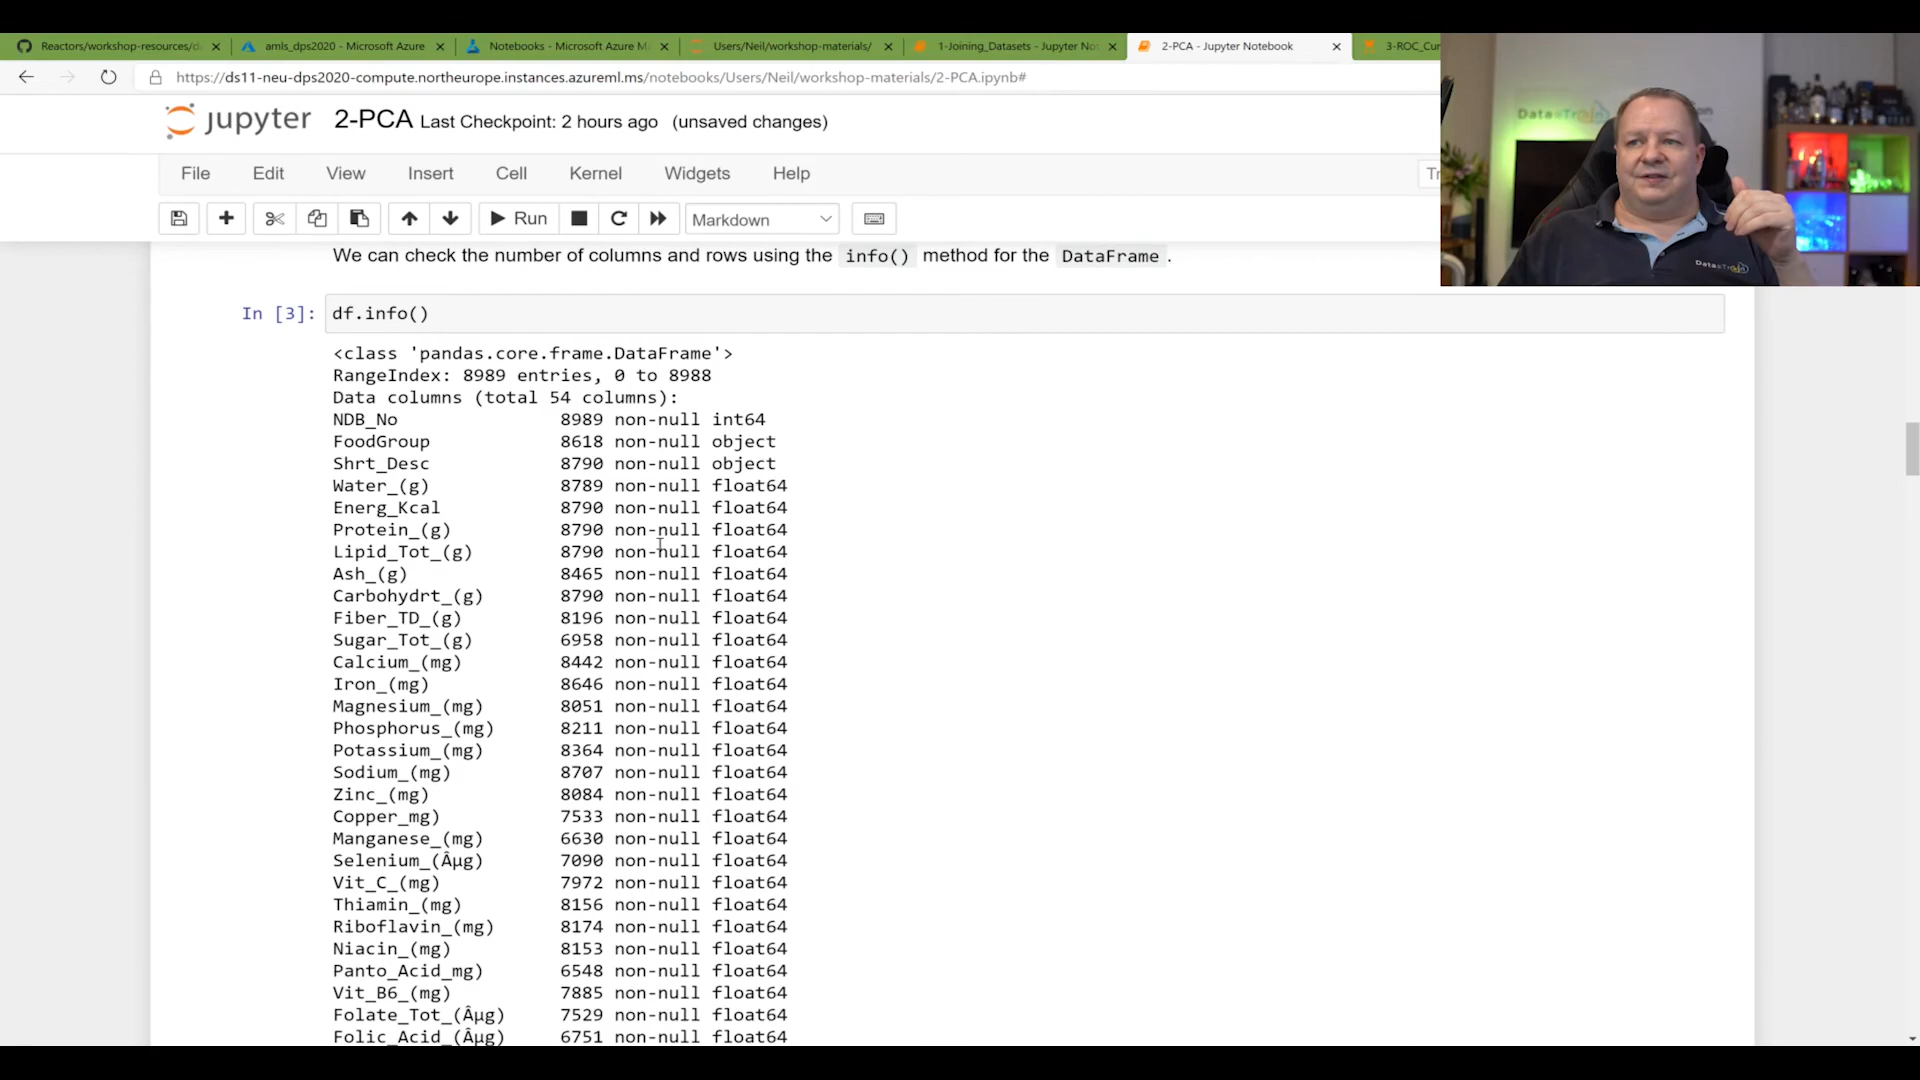 Reactors/workshop-resources/d
amls_dps2020 - Microsoft Azure
Notebooks - Microsoft Azure M
Users/Neil/workshop-materials/
1-Joining_Datasets - Jupyter No
2-PCA - Jupyter Notebook
3-ROC_Cur
https://ds11-neu-dps2020-compute.northeurope.instances.azureml.ms/notebooks/Users/Neil/workshop-materials/2-PCA.ipynb#
jupyter 2-PCA Last Checkpoint: 2 hours ago (unsaved changes)
File Edit View Insert Cell Kernel Widgets Help Tr
Run Markdown
We can check the number of columns and rows using the info() method for the DataFrame .
In [3]: df.info()
<class 'pandas.core.frame.DataFrame'>
RangeIndex: 8989 entries, 0 to 8988
Data columns (total 54 columns):
NDB_No 8989 non-null int64
FoodGroup 8618 non-null object
Shrt_Desc 8790 non-null object
Water_(g) 8789 non-null float64
Energ_Kcal 8790 non-null float64
Protein_(g) 8790 non-null float64
Lipid_Tot_(g) 8790 non-null float64
Ash_(g) 8465 non-null float64
Carbohydrt_(g) 8790 non-null float64
Fiber_TD_(g) 8196 non-null float64
Sugar_Tot_(g) 6958 non-null float64
Calcium_(mg) 8442 non-null float64
Iron_(mg) 8646 non-null float64
Magnesium_(mg) 8051 non-null float64
Phosphorus_(mg) 8211 non-null float64
Potassium_(mg) 8364 non-null float64
Sodium_(mg) 8707 non-null float64
Zinc_(mg) 8084 non-null float64
Copper_mg) 7533 non-null float64
Manganese_(mg) 6630 non-null float64
Selenium_(Âµg) 7090 non-null float64
Vit_C_(mg) 7972 non-null float64
Thiamin_(mg) 8156 non-null float64
Riboflavin_(mg) 8174 non-null float64
Niacin_(mg) 8153 non-null float64
Panto_Acid_mg) 6548 non-null float64
Vit_B6_(mg) 7885 non-null float64
Folate_Tot_(Âµg) 7529 non-null float64
Folic_Acid_(Âµg) 6751 non-null float64